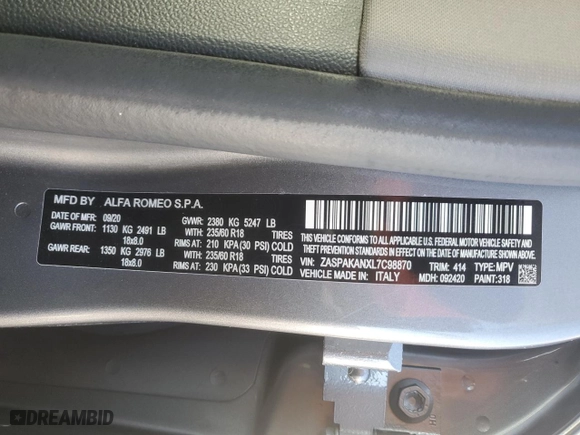 MFD BY ALFA ROMEO S.P.A.
DATE OF MFR: 09/20 GVWR: 2380 KG 5247 LB
GAWR FRONT: 1130 KG 2491 LB WITH: 235/60 R18 TIRES
18x8.0 RIMS AT: 210 KPA(30 PSI) COLD
GAWR REAR: 1350 KG 2976 LB WITH: 235/60 R18 TIRES
18x8.0 RIMS AT: 230 KPA(33 PSI) COLD
THIS VEHICLE CONFORMS TO ALL APPLICABLE U.S. FEDERAL MOTOR VEHICLE
SAFETY, BUMPER, AND THEFT PREVENTION STANDARDS IN EFFECT ON THE DATE OF MANUFACTURE SHOWN ABOVE.
VIN: ZASPAKANXL7C98870 TRIM: 414 TYPE: MPV
VEHICLE MADE IN: ITALY MDH: 092420 PAINT: 318
DREAMBID